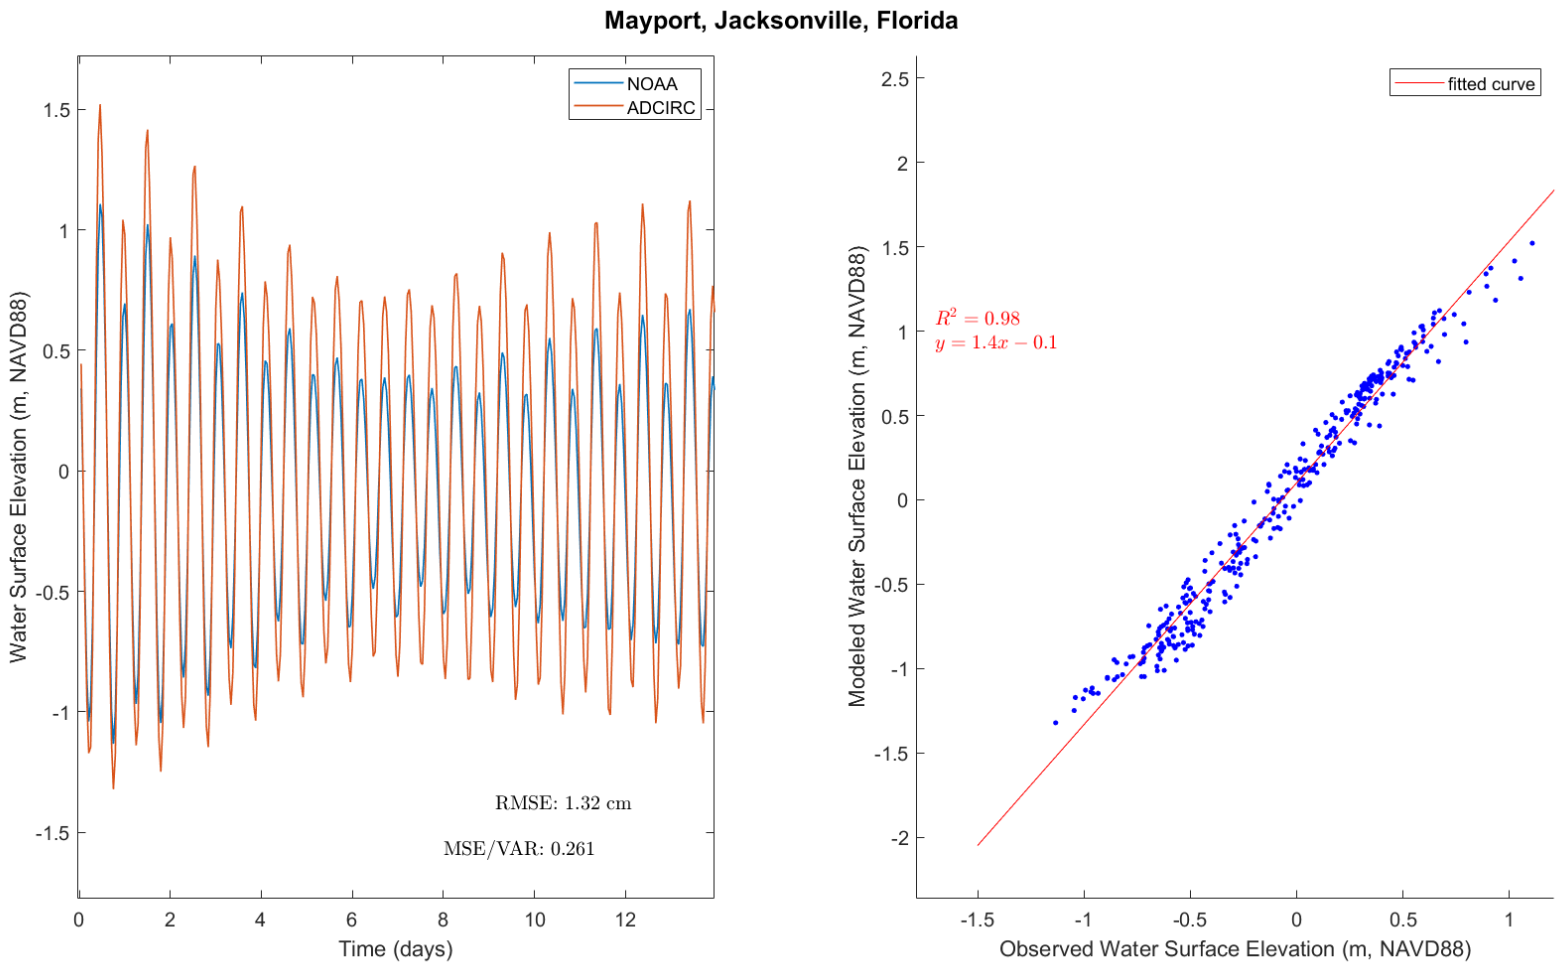 Mayport, Jacksonville, Florida
NOAA
ADCIRC
1.5
1
0.5
0
-0.5
-1
-1.5
Water Surface Elevation (m, NAVD88)
RMSE: 1.32 cm
MSE/VAR: 0.261
0 2 4 6 8 10 12
Time (days)
fitted curve
2.5
2
1.5
1
0.5
0
-0.5
-1
-1.5
-2
Modeled Water Surface Elevation (m, NAVD88)
R² = 0.98
y = 1.4x − 0.1
-1.5 -1 -0.5 0 0.5 1
Observed Water Surface Elevation (m, NAVD88)